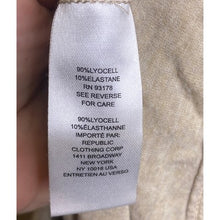 90%LYOCELL
10%ELASTANE
RN 93178
SEE REVERSE
FOR CARE
90%LYOCELL
10%ÉLASTHANNE
IMPORTÉ PAR:
REPUBLIC
CLOTHING CORP
1411 BROADWAY
NEW YORK
NY 10018 USA
ENTRETIEN AU VERSO